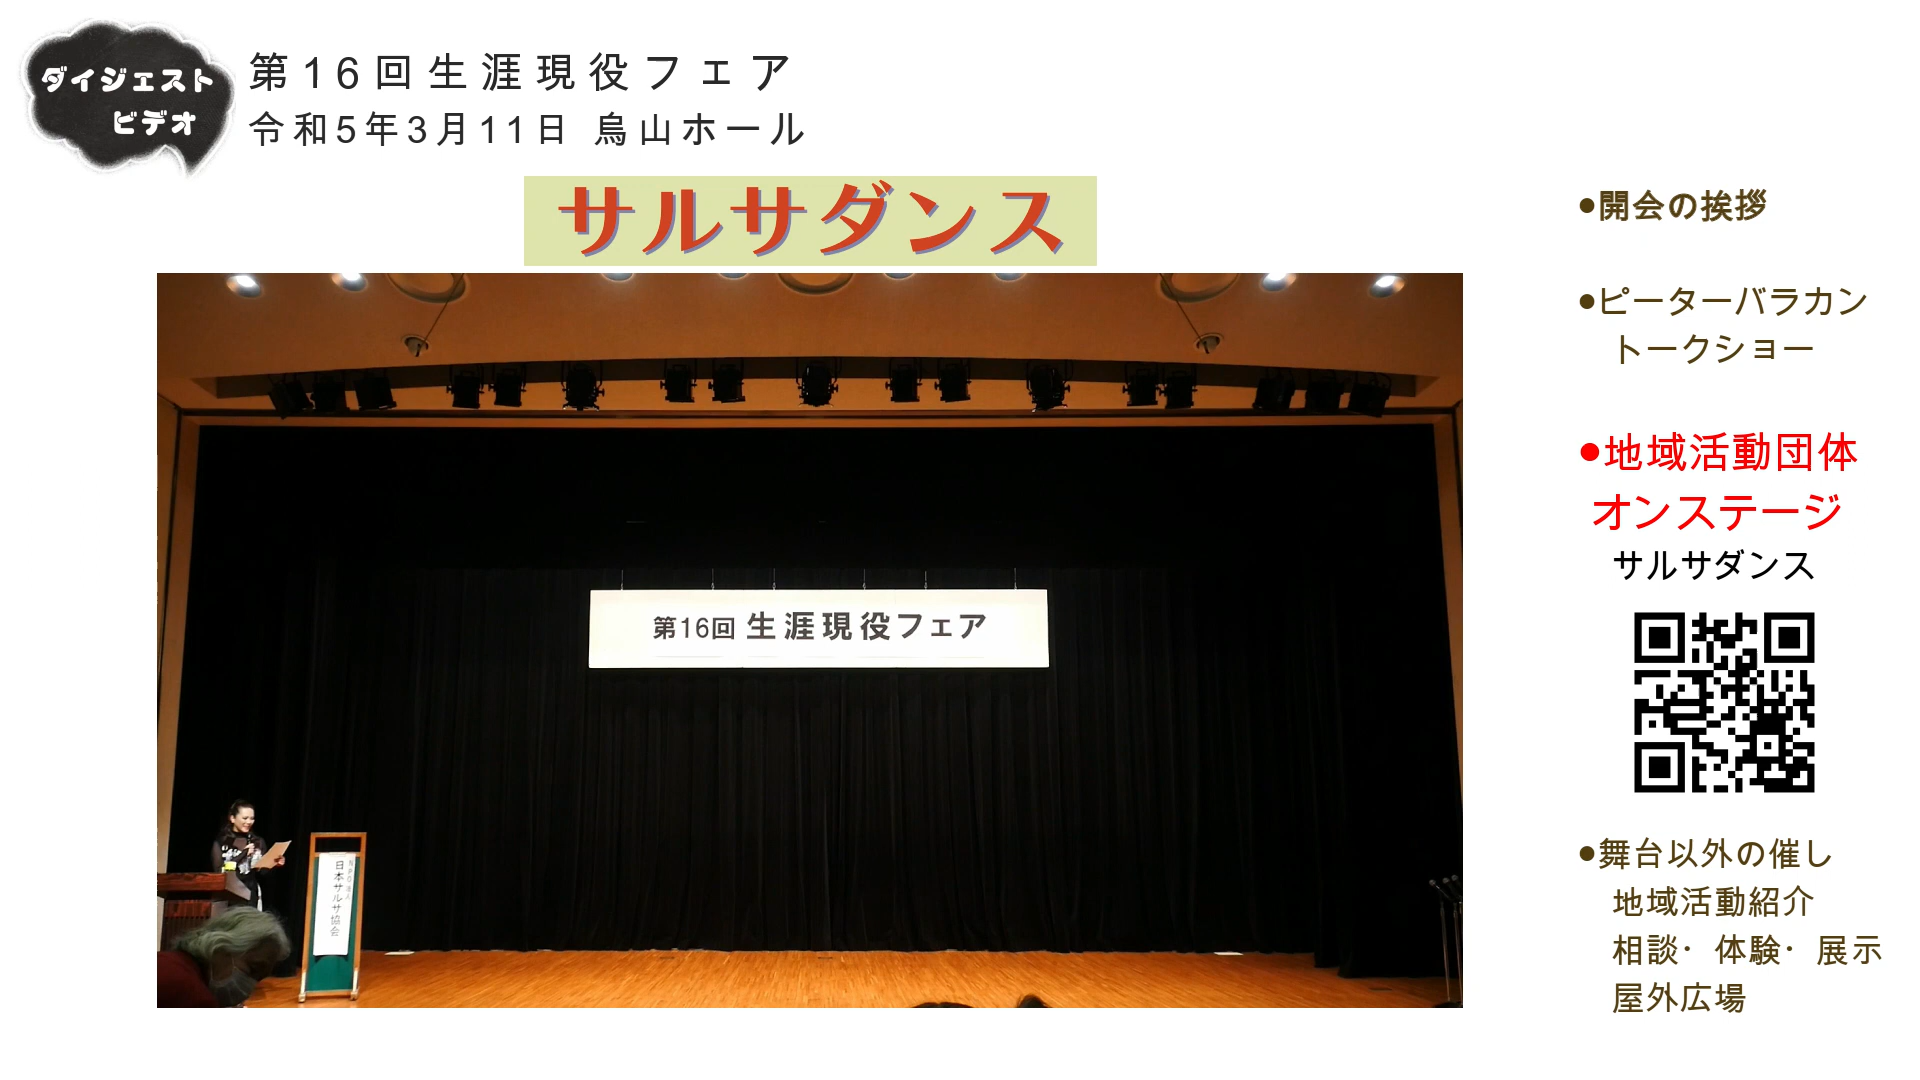 ダイジェスト
ビデオ
第16回生涯現役フェア
令和5年3月11日 烏山ホール
サルサダンス
第16回 生涯現役フェア
日本サルサ協会
●開会の挨拶
●ピーターバラカン
トークショー
●地域活動団体
オンステージ
サルサダンス
●舞台以外の催し
地域活動紹介
相談・体験・展示
屋外広場